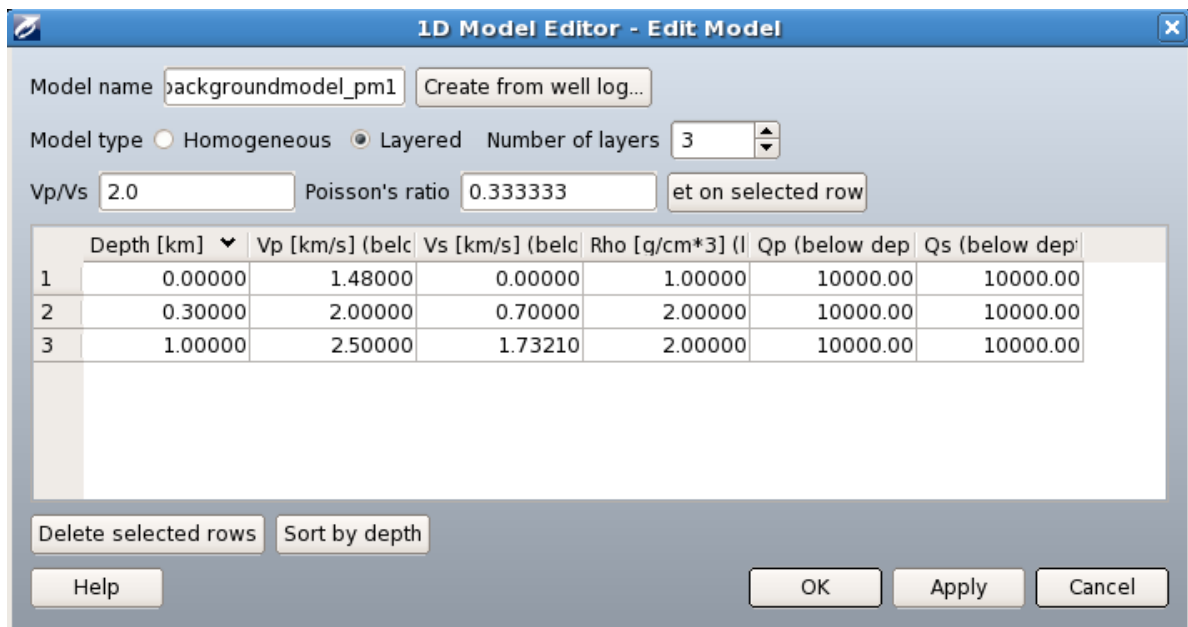 1D Model Editor - Edit Model
Model name backgroundmodel_pm1 Create from well log...
Model type Homogeneous Layered Number of layers 3
Vp/Vs 2.0 Poisson's ratio 0.333333 et on selected row
Depth [km] Vp [km/s] (belc Vs [km/s] (belc Rho [g/cm*3] (l Qp (below dep Qs (below dep
1 0.00000 1.48000 0.00000 1.00000 10000.00 10000.00
2 0.30000 2.00000 0.70000 2.00000 10000.00 10000.00
3 1.00000 2.50000 1.73210 2.00000 10000.00 10000.00
Delete selected rows Sort by depth
Help OK Apply Cancel